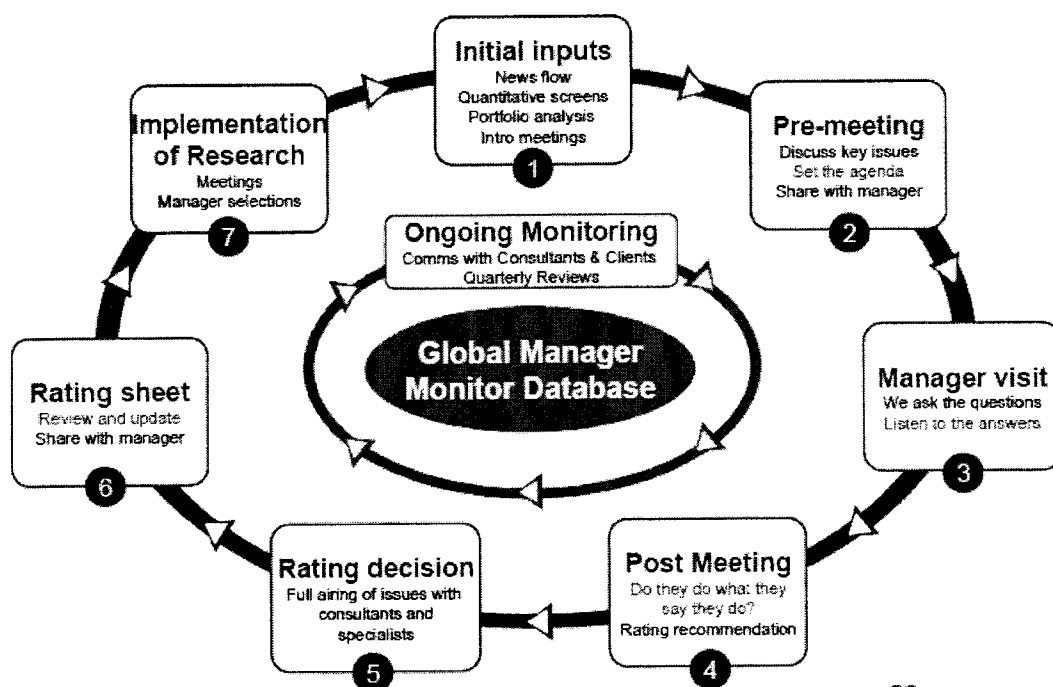 Initial inputs
News flow
Quantitative screens
Portfolio analysis
Intro meetings
1
Pre-meeting
Discuss key issues
Set the agenda
Share with manager
2
Manager visit
We ask the questions
Listen to the answers
3
Post Meeting
Do they do what they
say they do?
Rating recommendation
4
Rating decision
Full airing of issues with
consultants and
specialists
5
Rating sheet
Review and update
Share with manager
6
Implementation
of Research
Meetings
Manager selections
7
Ongoing Monitoring
Comms with Consultants & Clients
Quarterly Reviews
Global Manager
Monitor Database